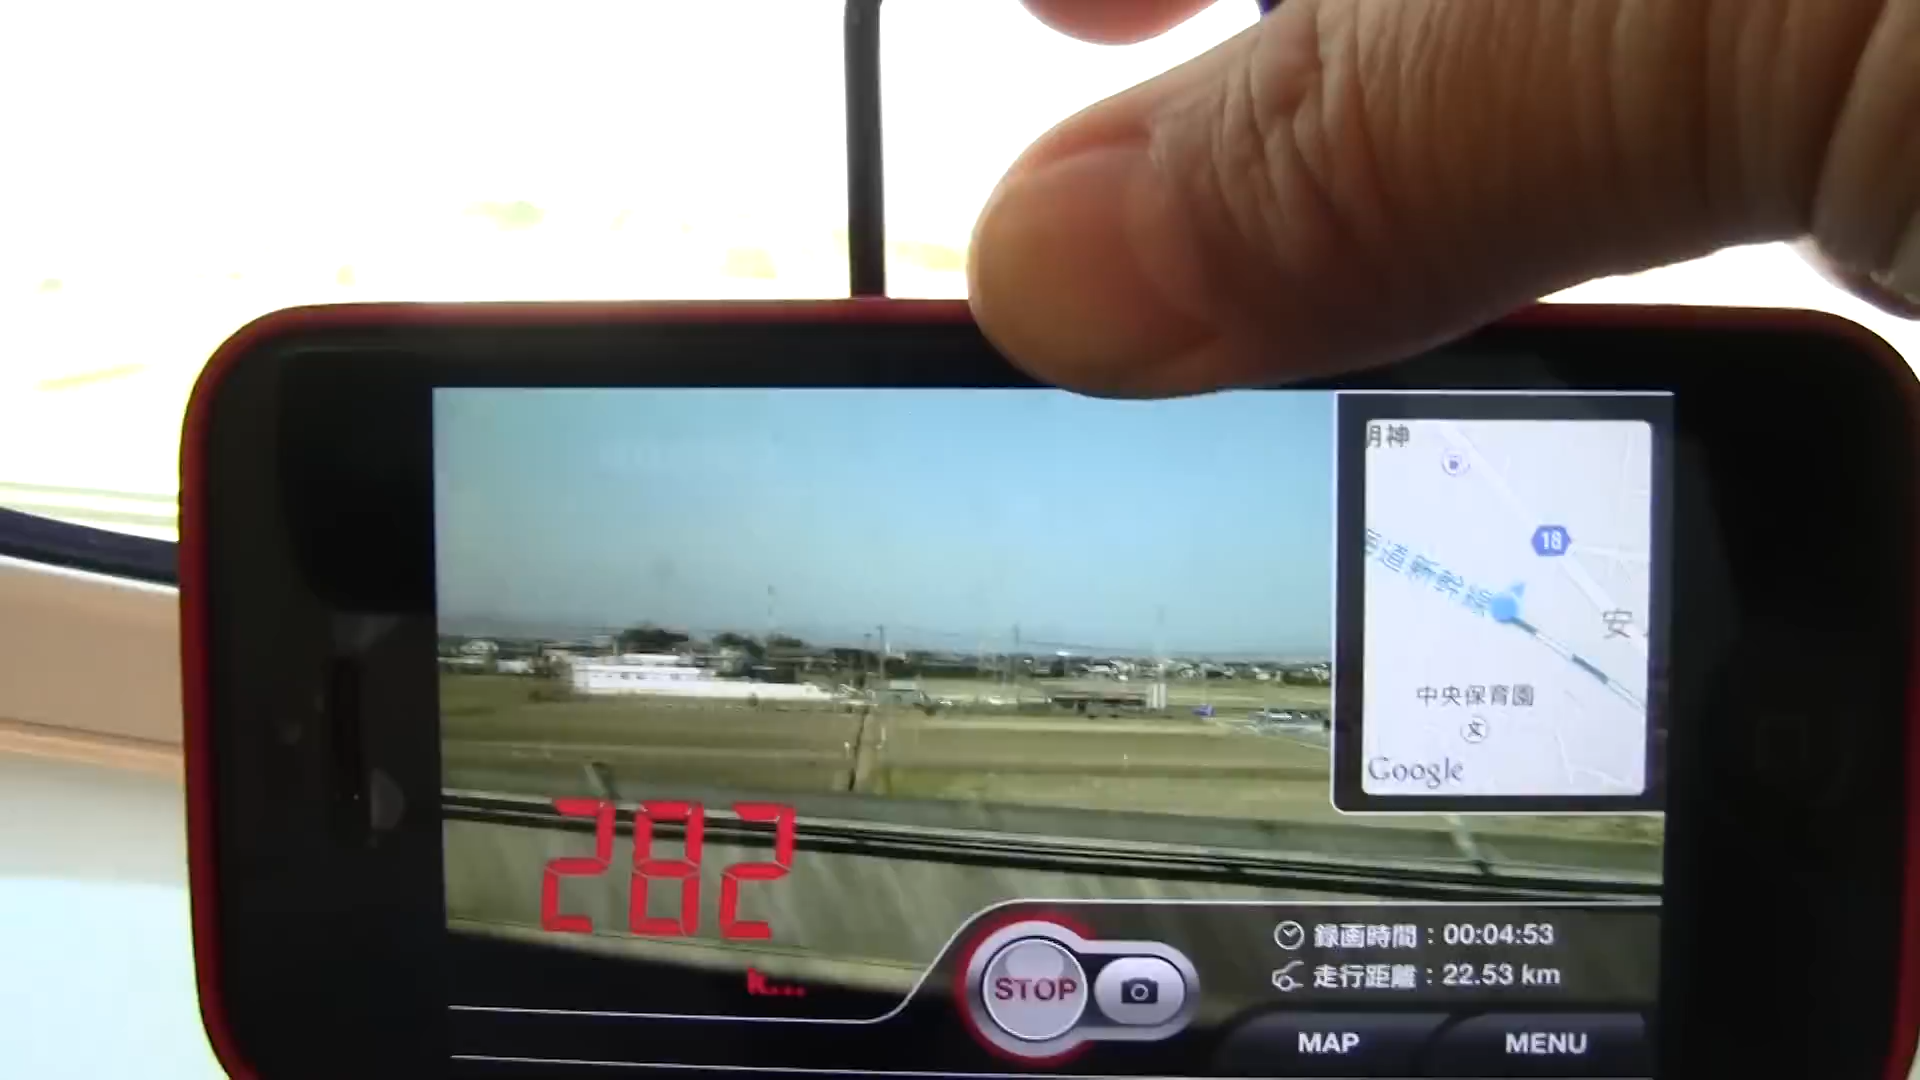 月神
18
道新幹線
安
中央保育園
文
Google
282
k...
STOP
録画時間：00:04:53
走行距離：22.53 km
MAP
MENU